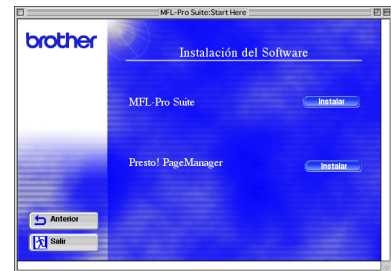 MFL-Pro Suite:Start Here
brother
Instalación del Software
MFL-Pro Suite
Instalar
Presto! PageManager
Instalar
Anterior
Salir